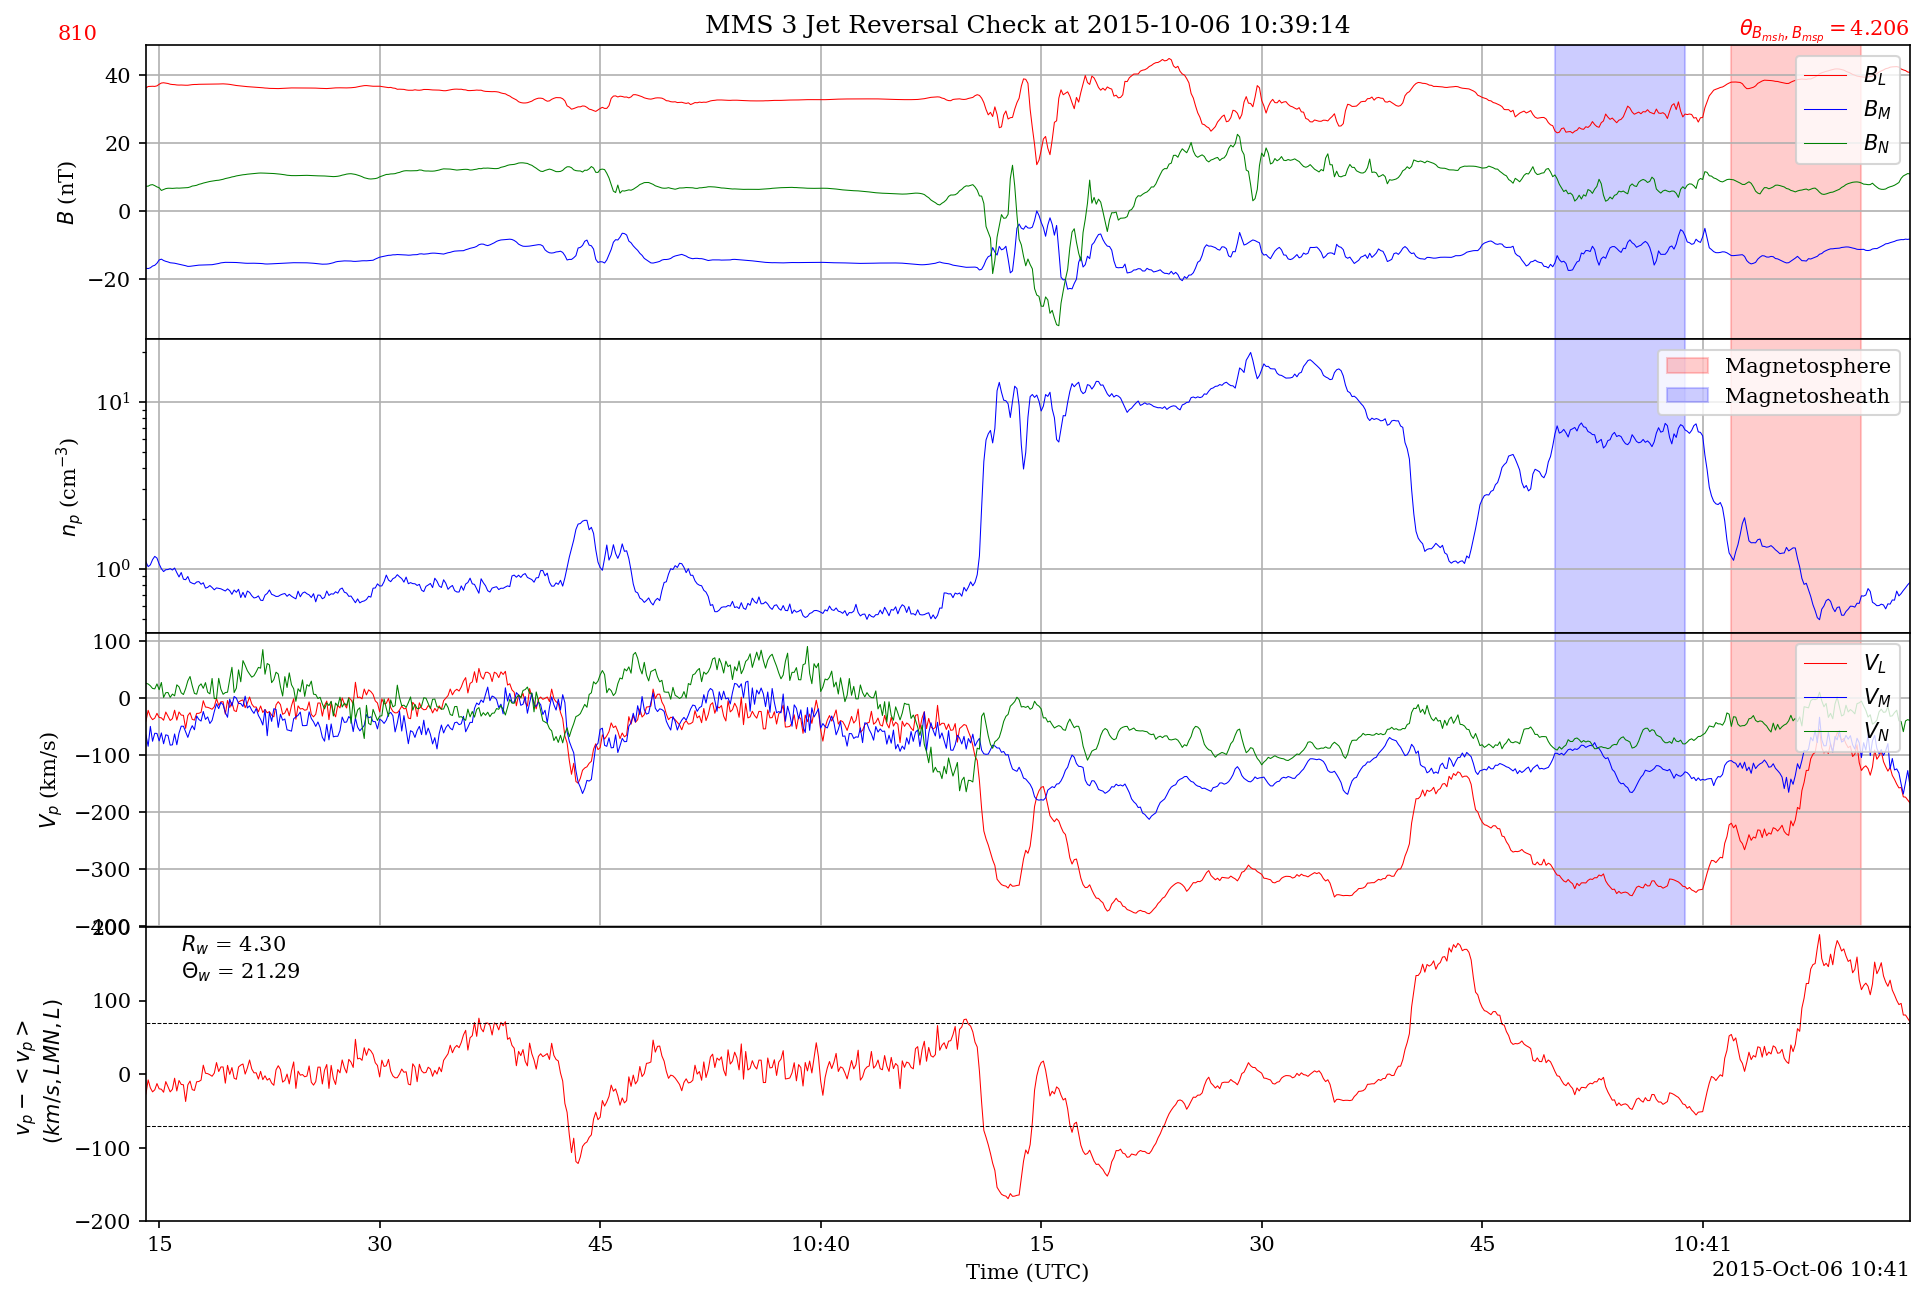 MMS 3 Jet Reversal Check at 2015-10-06 10:39:14
810
θ_{B_{msh}, B_{msp}} = 4.206
40
20
0
−20
B (nT)
B_L
B_M
B_N
10^1
10^0
n_p (cm^{−3})
Magnetosphere
Magnetosheath
100
0
−100
−200
−300
−400
V_p (km/s)
V_L
V_M
V_N
200
100
0
−100
−200
v_p − < v_p >
(km/s, LMN, L)
R_w = 4.30
Θ_w = 21.29
15 30 45 10:40 15 30 45 10:41
Time (UTC)
2015-Oct-06 10:41